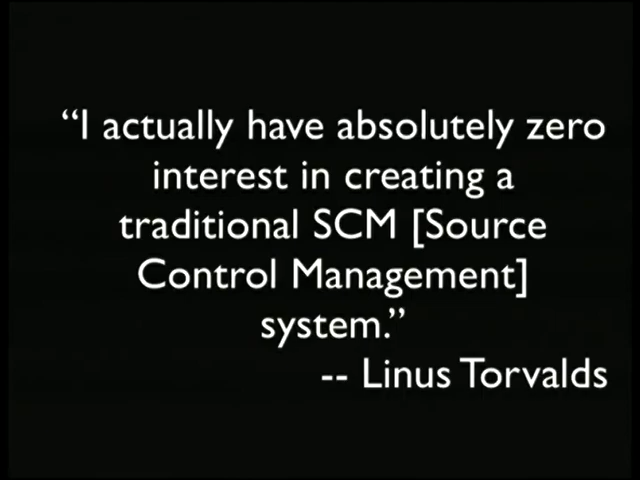 “I actually have absolutely zero
interest in creating a
traditional SCM [Source
Control Management]
system.”
-- Linus Torvalds